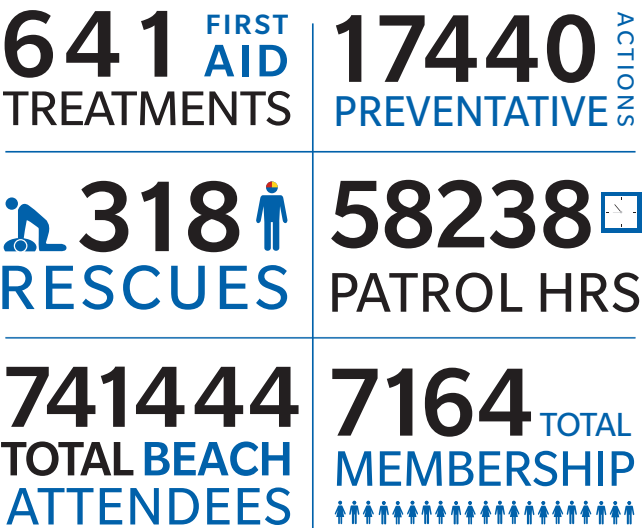 641 FIRST AID
TREATMENTS
17440
PREVENTATIVE ACTIONS
318
RESCUES
58238
PATROL HRS
741444
TOTAL BEACH
ATTENDEES
7164 TOTAL
MEMBERSHIP